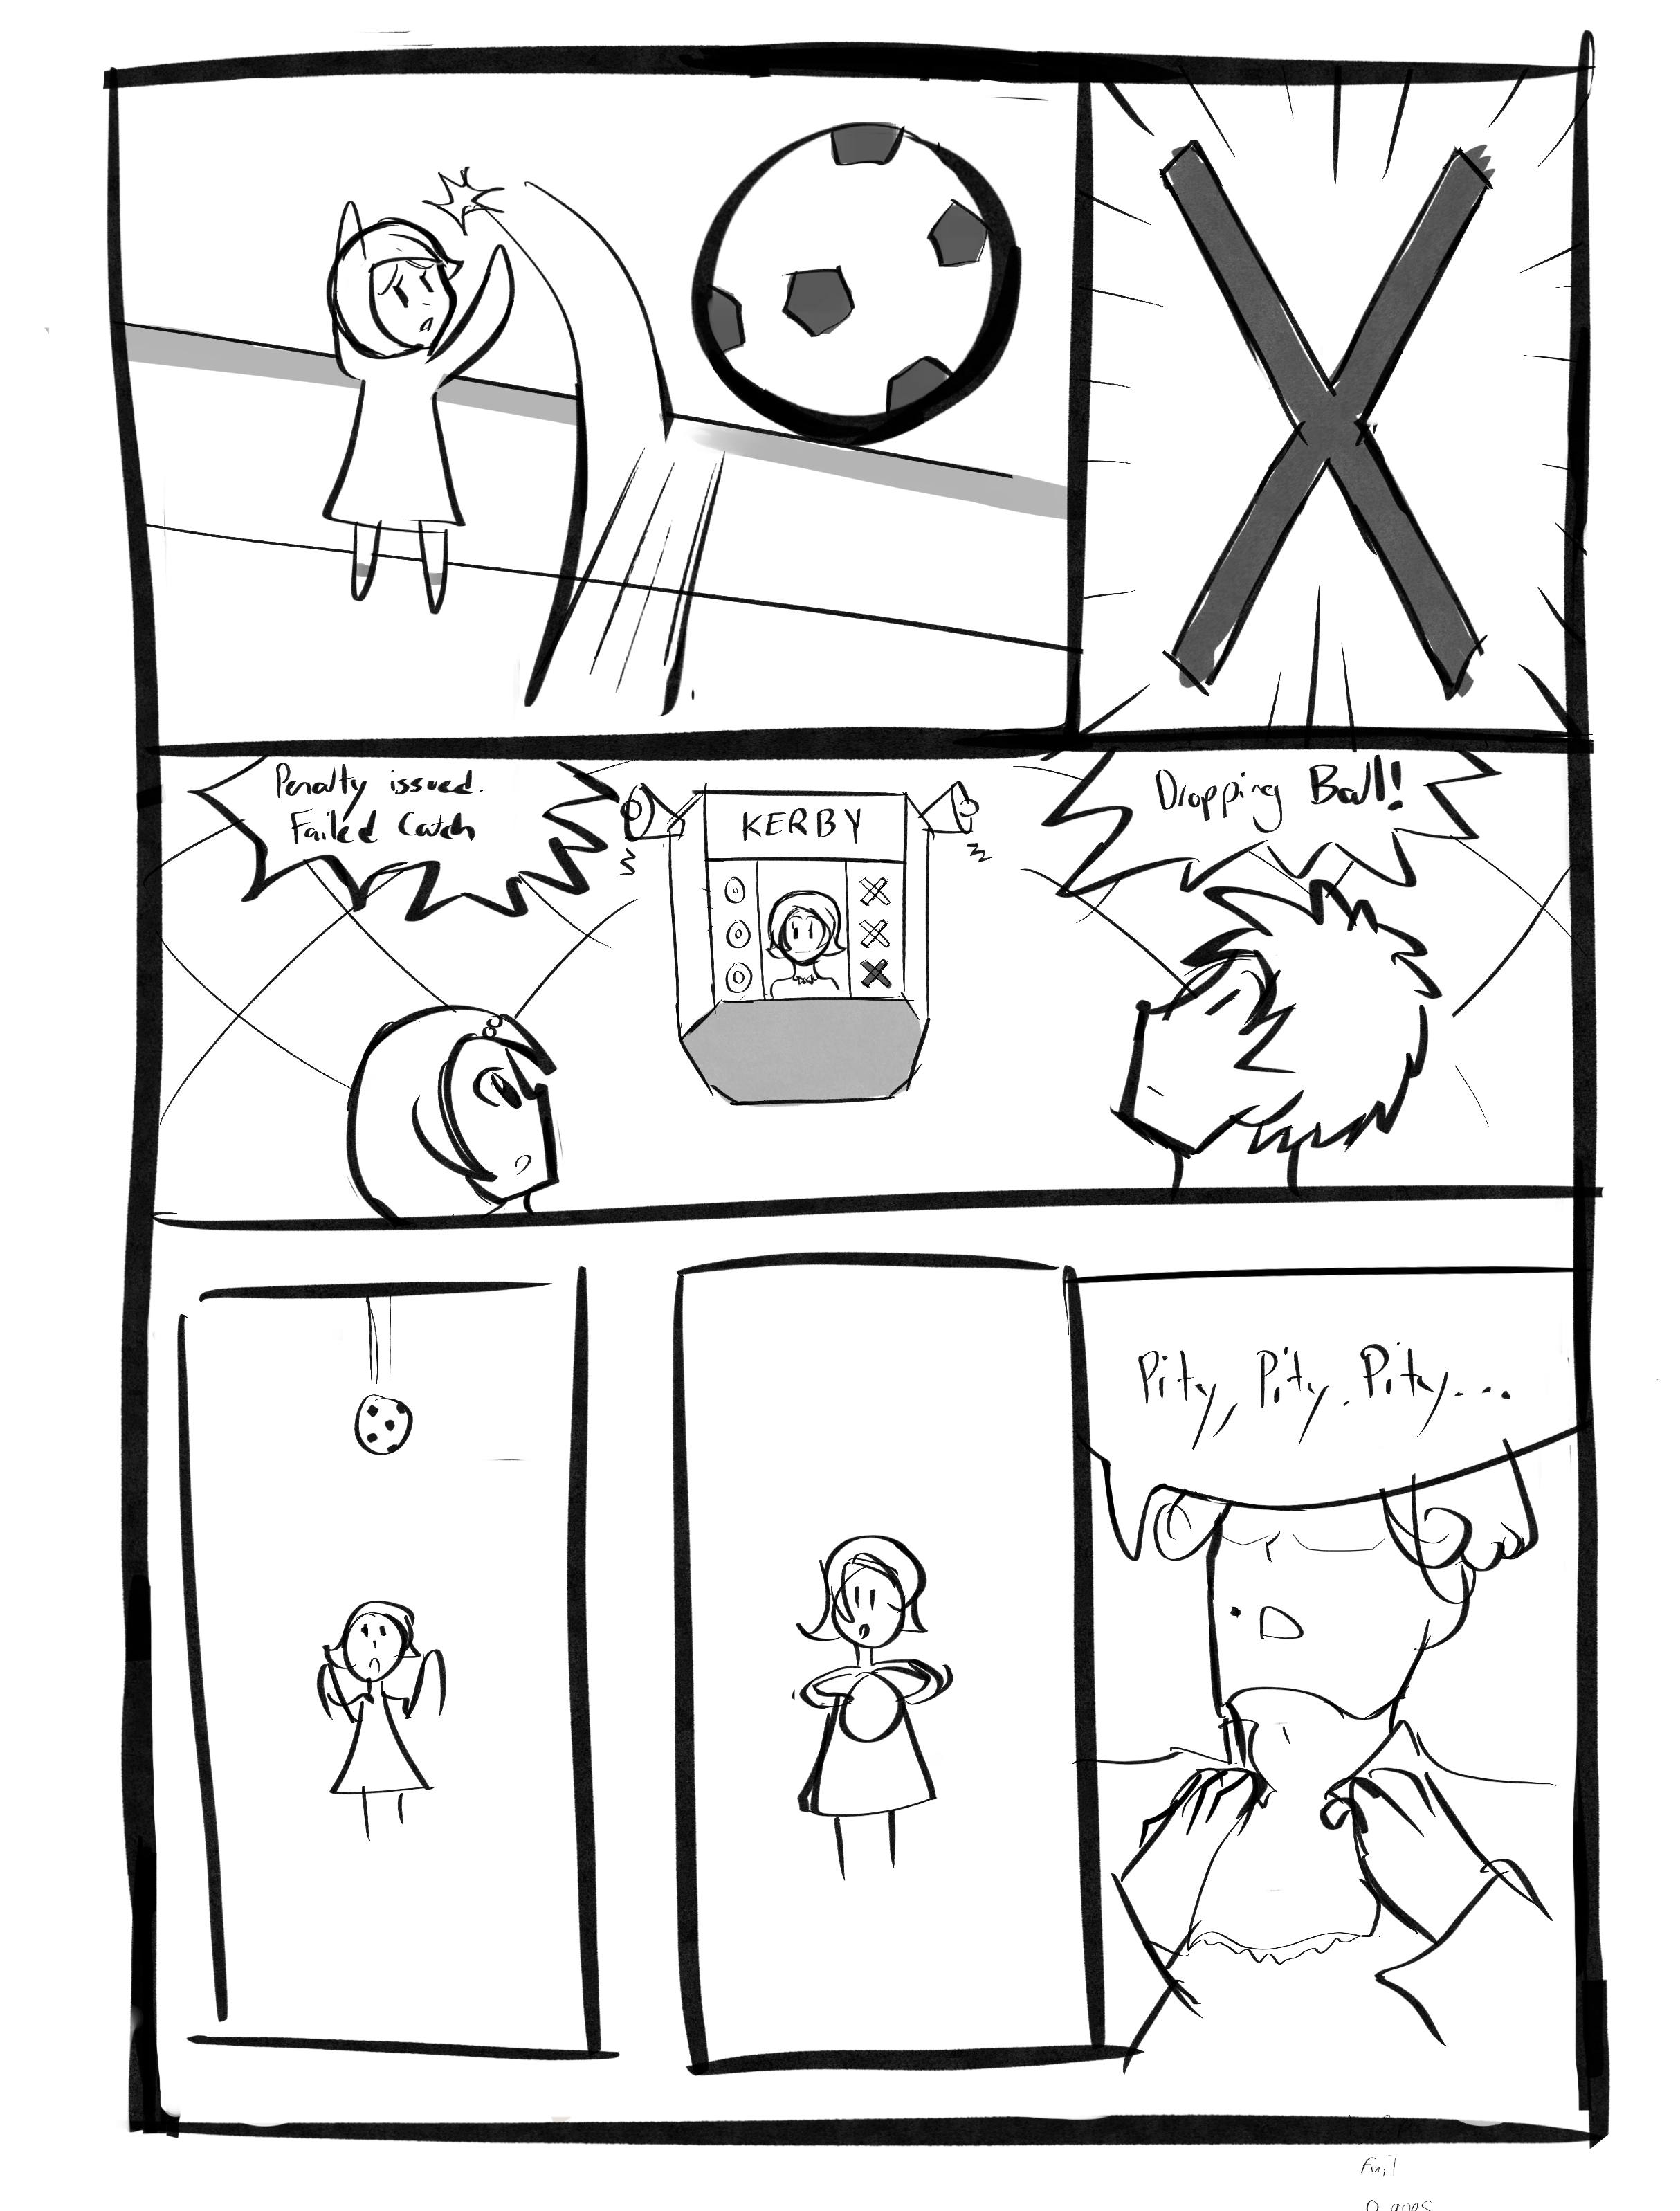 Penalty issued.
Failed Catch
KERBY
Dropping Ball!
Pity, Pity. Pity...
Fail